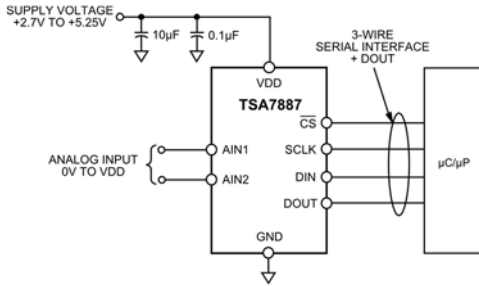 SUPPLY VOLTAGE
+2.7V TO +5.25V
10µF
0.1µF
3-WIRE
SERIAL INTERFACE
+ DOUT
VDD
TSA7887
CS
SCLK
DIN
DOUT
AIN1
AIN2
GND
ANALOG INPUT
0V TO VDD
µC/µP